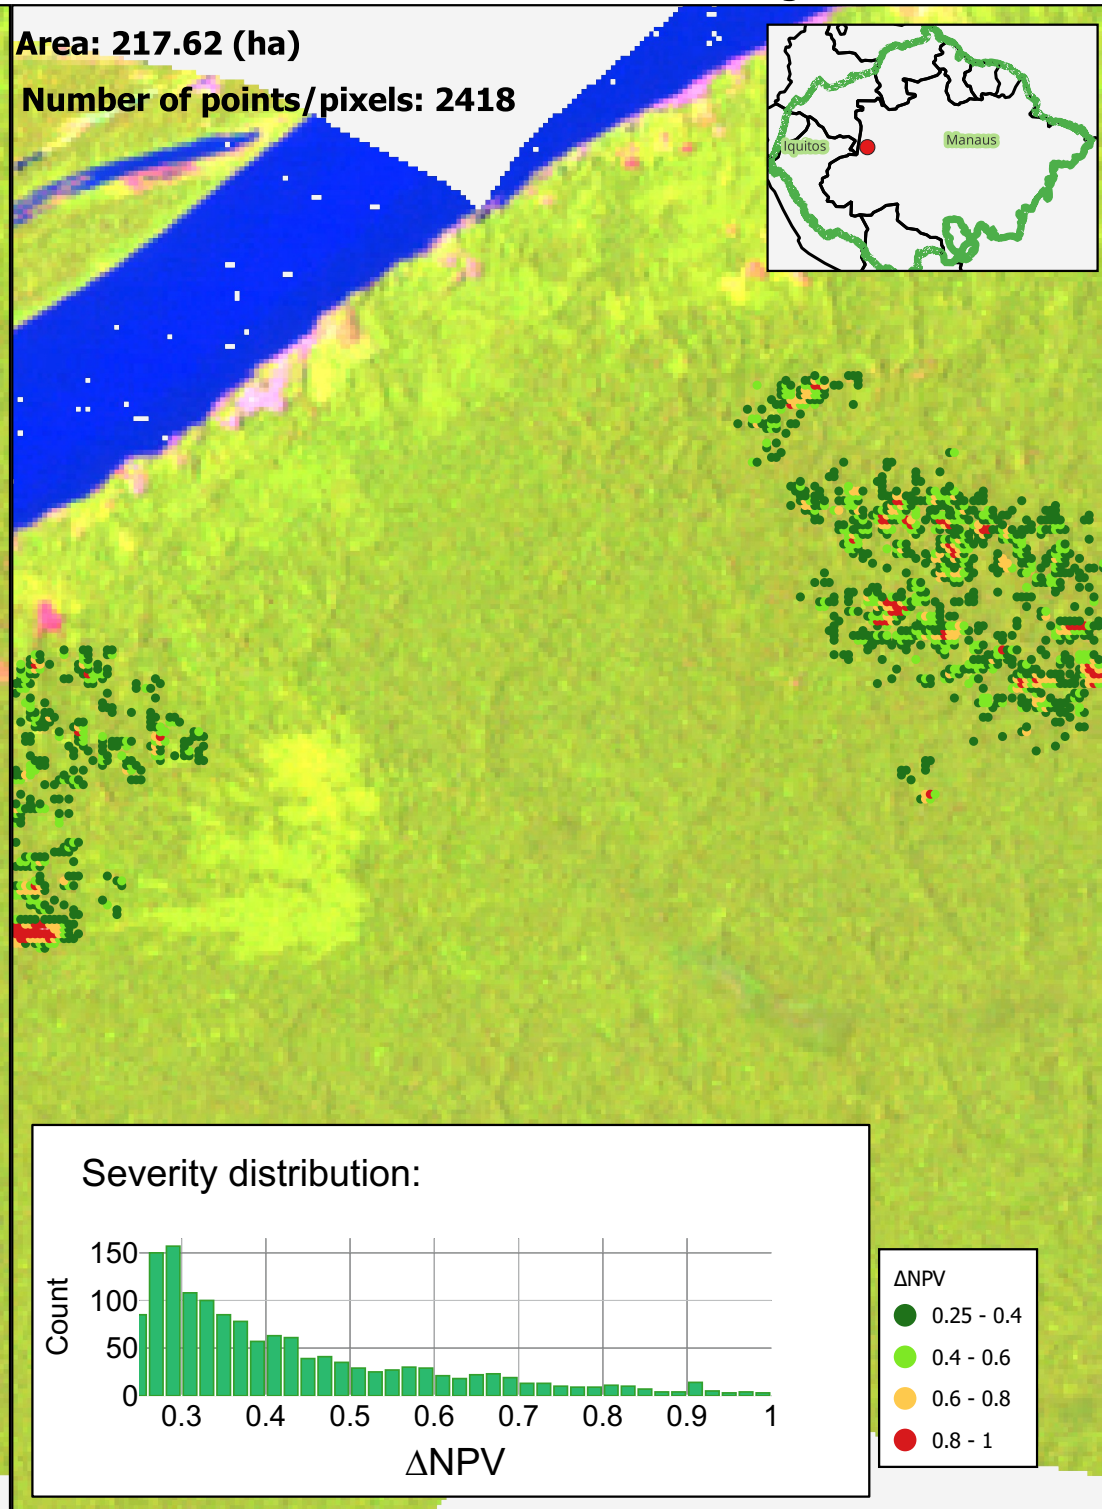 Area: 217.62 (ha)
Number of points/pixels: 2418
Iquitos
Manaus
Severity distribution:
Count
150
100
50
0
0.3 0.4 0.5 0.6 0.7 0.8 0.9 1
ΔNPV
ΔNPV
0.25 - 0.4
0.4 - 0.6
0.6 - 0.8
0.8 - 1